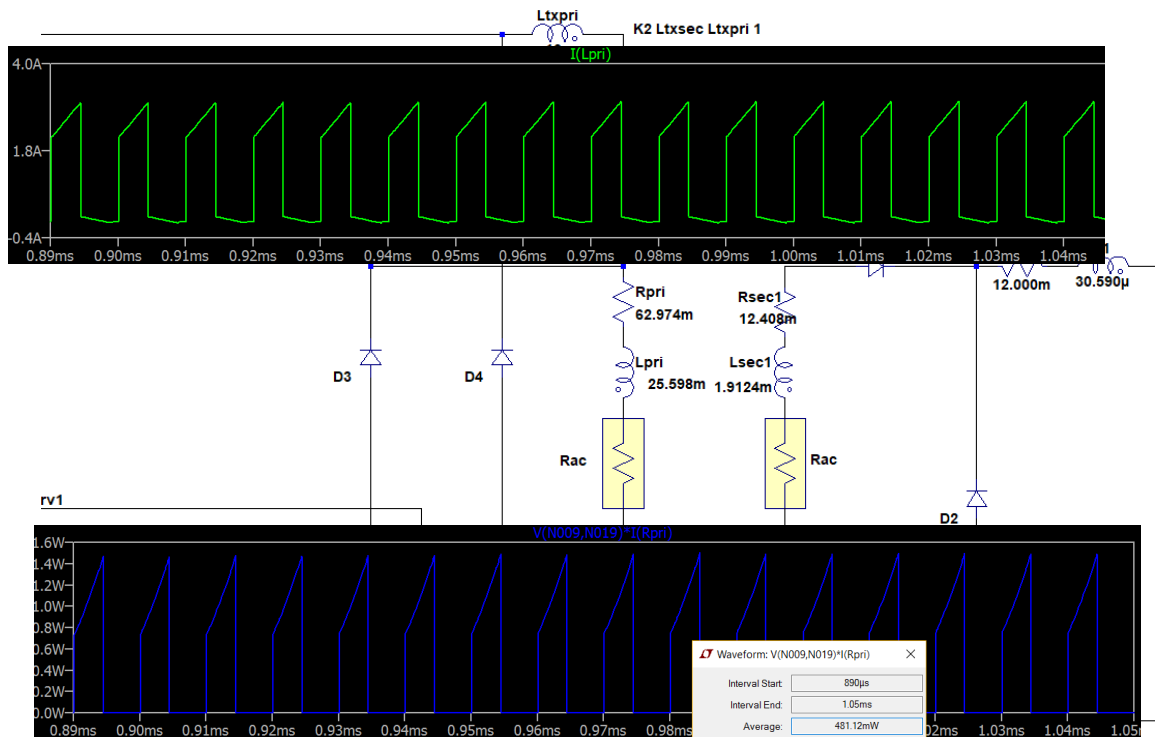 Ltxpri
K2 Ltxsec Ltxpri 1
I(Lpri)
4.0A
1.8A
-0.4A
0.89ms 0.90ms 0.91ms 0.92ms 0.93ms 0.94ms 0.95ms 0.96ms 0.97ms 0.98ms 0.99ms 1.00ms 1.01ms 1.02ms 1.03ms 1.04ms
12.000m
30.590µ
Rpri
62.974m
Rsec1
12.408m
D3
D4
Lpri
25.598m
Lsec1
1.9124m
Rac
Rac
rv1
D2
V(N009,N019)*I(Rpri)
1.6W
1.4W
1.2W
1.0W
0.8W
0.6W
0.4W
0.2W
0.0W
0.89ms 0.90ms 0.91ms 0.92ms 0.93ms 0.94ms 0.95ms 0.96ms 0.97ms 0.98ms 1.02ms 1.03ms 1.04ms
Waveform: V(N009,N019)*I(Rpri)
Interval Start: 890µs
Interval End: 1.05ms
Average: 481.12mW